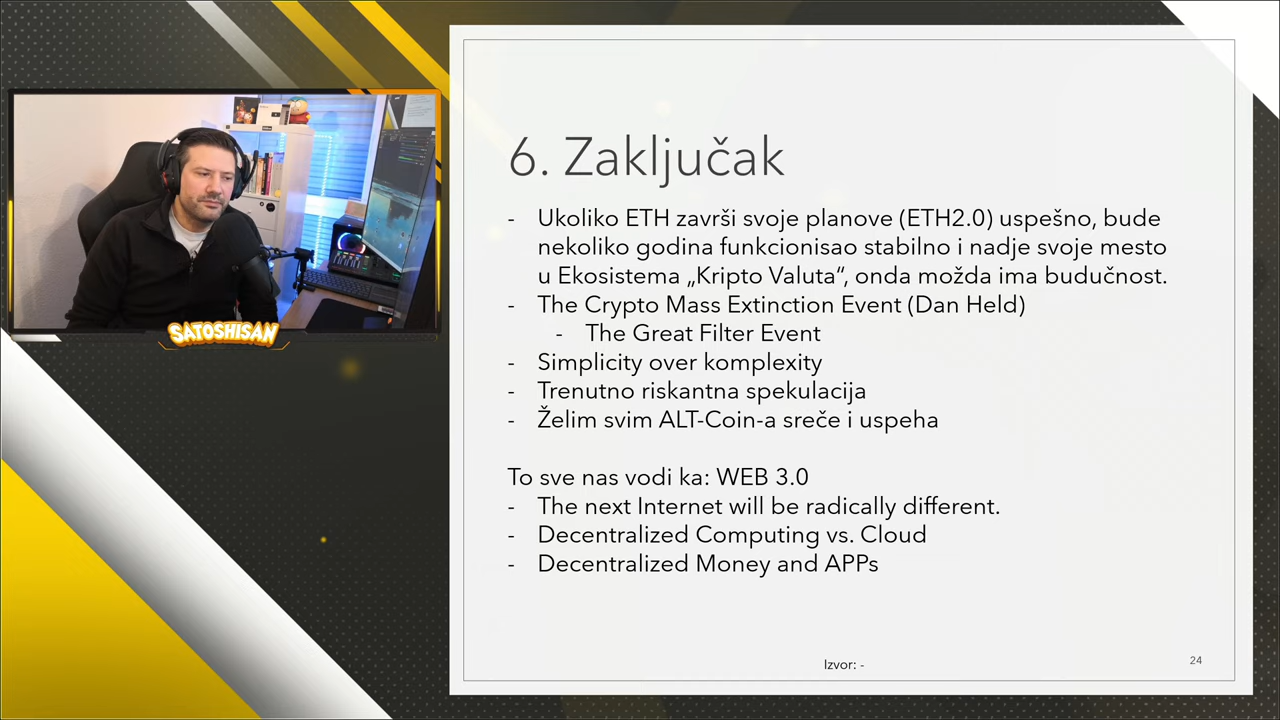 SATOSHISAN
6. Zaključak
- Ukoliko ETH završi svoje planove (ETH2.0) uspešno, bude
nekoliko godina funkcionisao stabilno i nadje svoje mesto
u Ekosistema „Kripto Valuta“, onda možda ima budučnost.
- The Crypto Mass Extinction Event (Dan Held)
- The Great Filter Event
- Simplicity over komplexity
- Trenutno riskantna spekulacija
- Želim svim ALT-Coin-a sreče i uspeha
To sve nas vodi ka: WEB 3.0
- The next Internet will be radically different.
- Decentralized Computing vs. Cloud
- Decentralized Money and APPs
Izvor: -
24